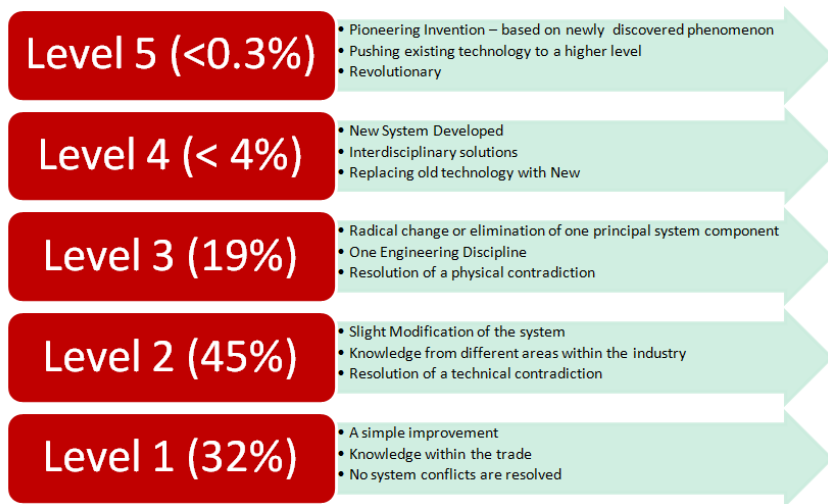 Level 5 (<0.3%)
• Pioneering Invention – based on newly discovered phenomenon
• Pushing existing technology to a higher level
• Revolutionary
Level 4 (< 4%)
• New System Developed
• Interdisciplinary solutions
• Replacing old technology with New
Level 3 (19%)
• Radical change or elimination of one principal system component
• One Engineering Discipline
• Resolution of a physical contradiction
Level 2 (45%)
• Slight Modification of the system
• Knowledge from different areas within the industry
• Resolution of a technical contradiction
Level 1 (32%)
• A simple improvement
• Knowledge within the trade
• No system conflicts are resolved